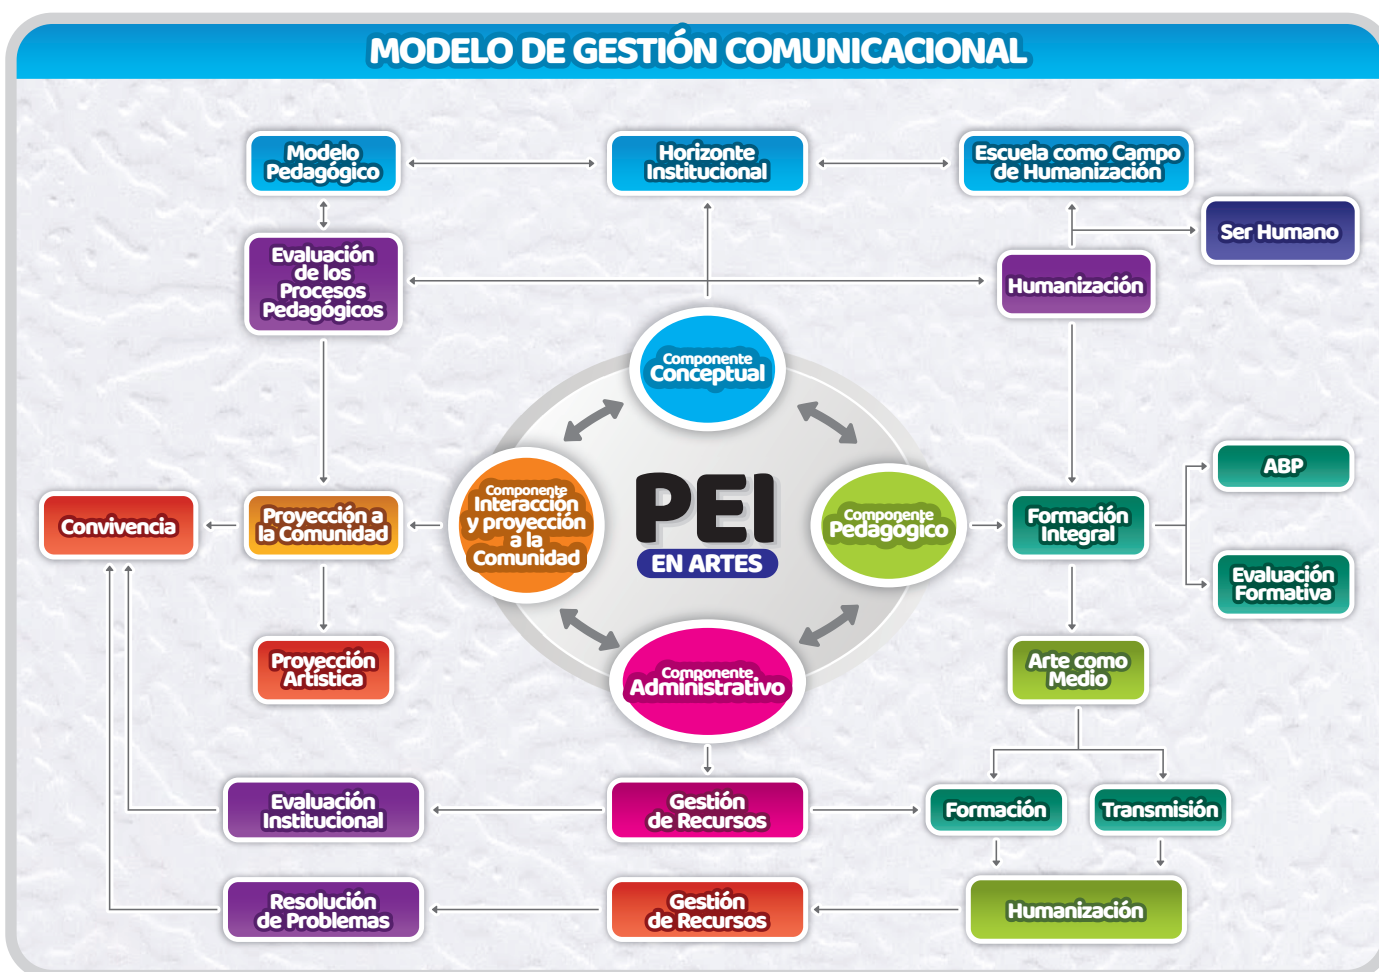 MODELO DE GESTIÓN COMUNICACIONAL
Modelo
Pedagógico
Horizonte
Institucional
Escuela como Campo
de Humanización
Ser Humano
Evaluación
de los
Procesos
Pedagógicos
Humanización
Componente
Conceptual
Componente
Interacción
y proyección
a la
Comunidad
PEI
EN ARTES
Componente
Pedagógico
Componente
Administrativo
Convivencia
Proyección a
la Comunidad
Formación
Integral
ABP
Evaluación
Formativa
Proyección
Artística
Arte como
Medio
Evaluación
Institucional
Gestión
de Recursos
Formación
Transmisión
Resolución
de Problemas
Gestión
de Recursos
Humanización